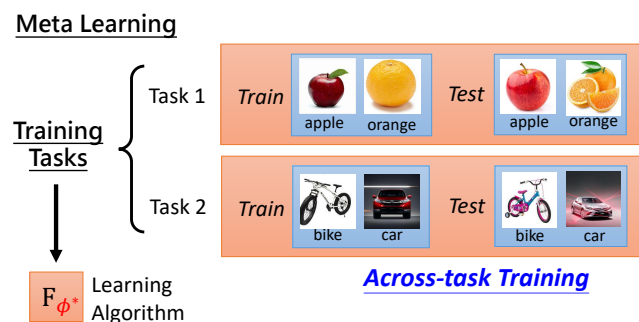 Meta Learning
Training
Tasks
Task 1
Train
apple
orange
Test
apple
orange
Task 2
Train
bike
car
Test
bike
car
Across-task Training
F𝜙*
Learning
Algorithm